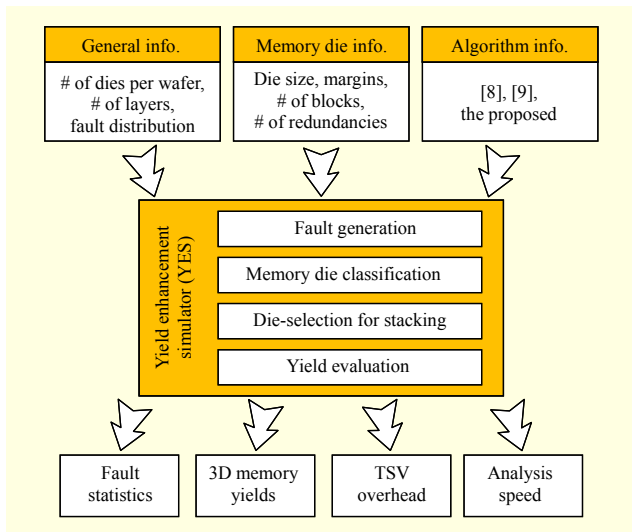 General info.
# of dies per wafer,
# of layers,
fault distribution
Memory die info.
Die size, margins,
# of blocks,
# of redundancies
Algorithm info.
[8], [9],
the proposed
Yield enhancement
simulator (YES)
Fault generation
Memory die classification
Die-selection for stacking
Yield evaluation
Fault
statistics
3D memory
yields
TSV
overhead
Analysis
speed